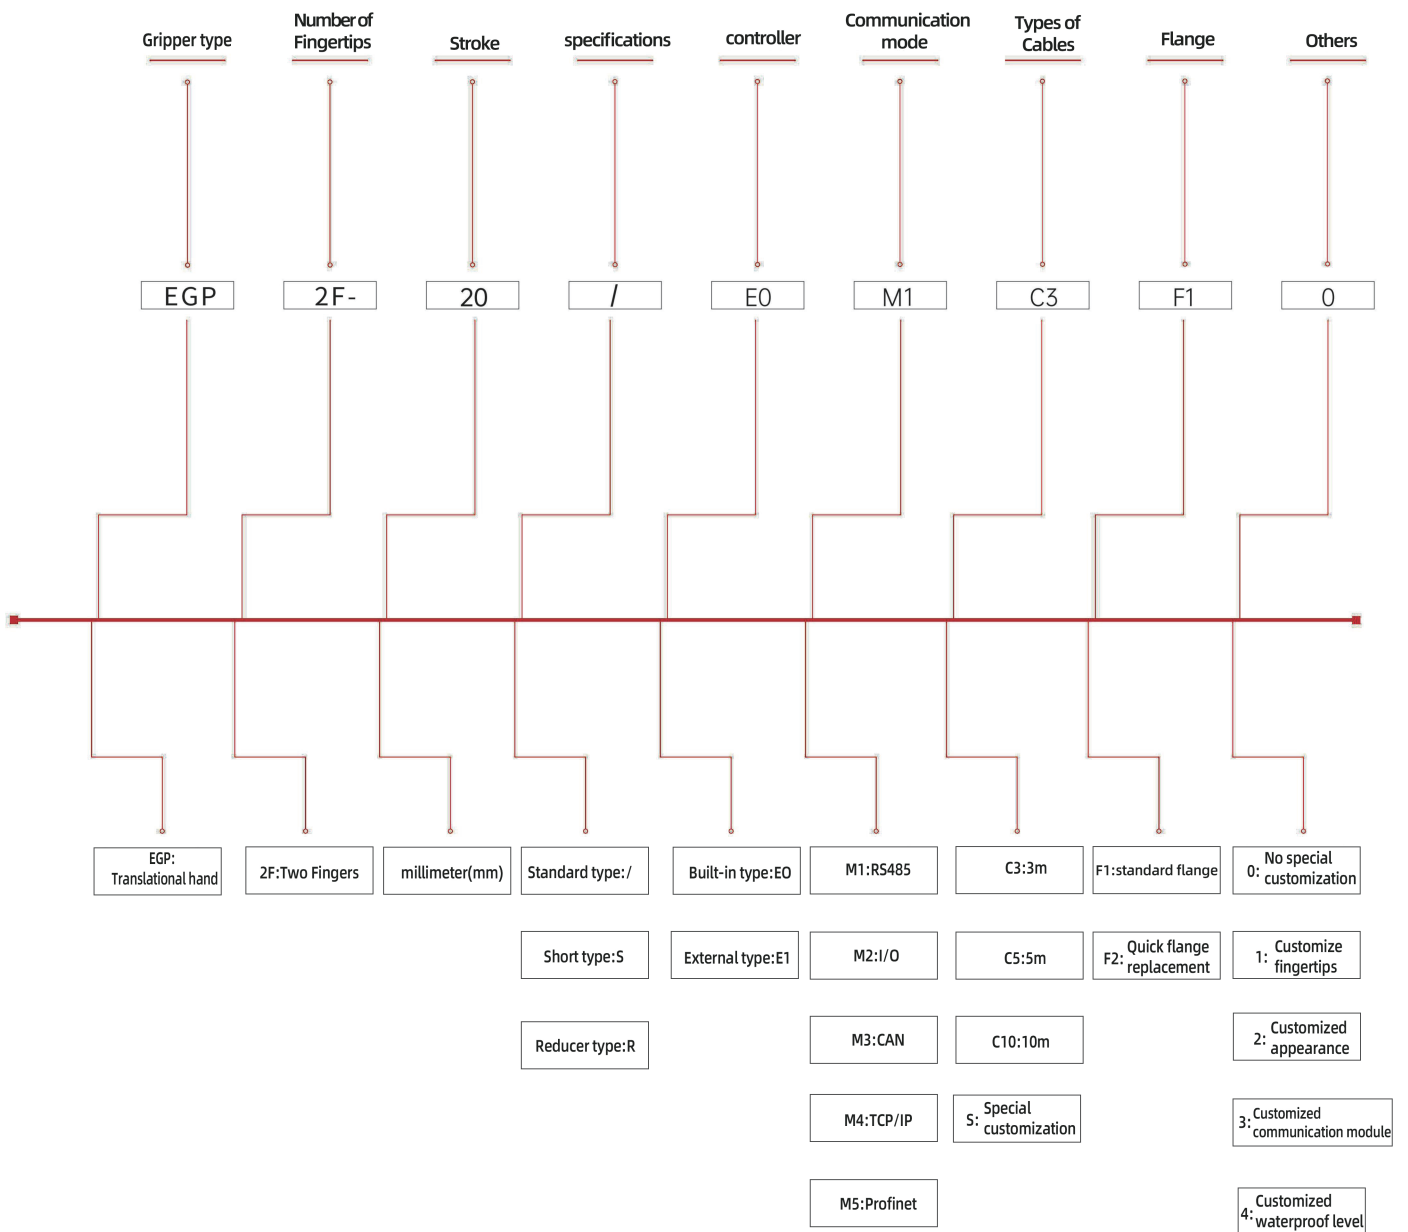 Gripper type
Number of
Fingertips
Stroke
specifications
controller
Communication
mode
Types of
Cables
Flange
Others
EGP
2F-
20
/
E0
M1
C3
F1
0
EGP:
Translational hand
2F:Two Fingers
millimeter(mm)
Standard type:/
Built-in type:EO
M1:RS485
C3:3m
F1:standard flange
0: No special
customization
Short type:S
External type:E1
M2:I/O
C5:5m
F2: Quick flange
replacement
1: Customize
fingertips
Reducer type:R
M3:CAN
C10:10m
2: Customized
appearance
M4:TCP/IP
S: Special
customization
3: Customized
communication module
M5:Profinet
4: Customized
waterproof level